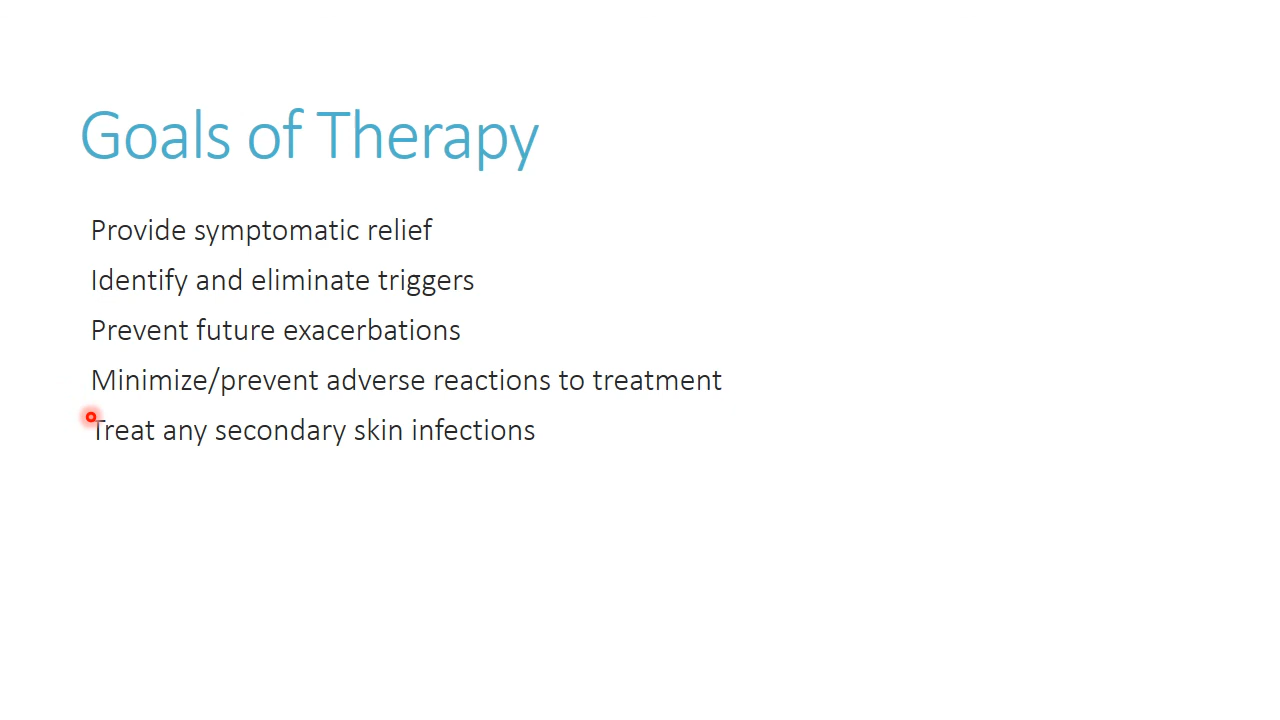 Goals of Therapy
Provide symptomatic relief
Identify and eliminate triggers
Prevent future exacerbations
Minimize/prevent adverse reactions to treatment
Treat any secondary skin infections